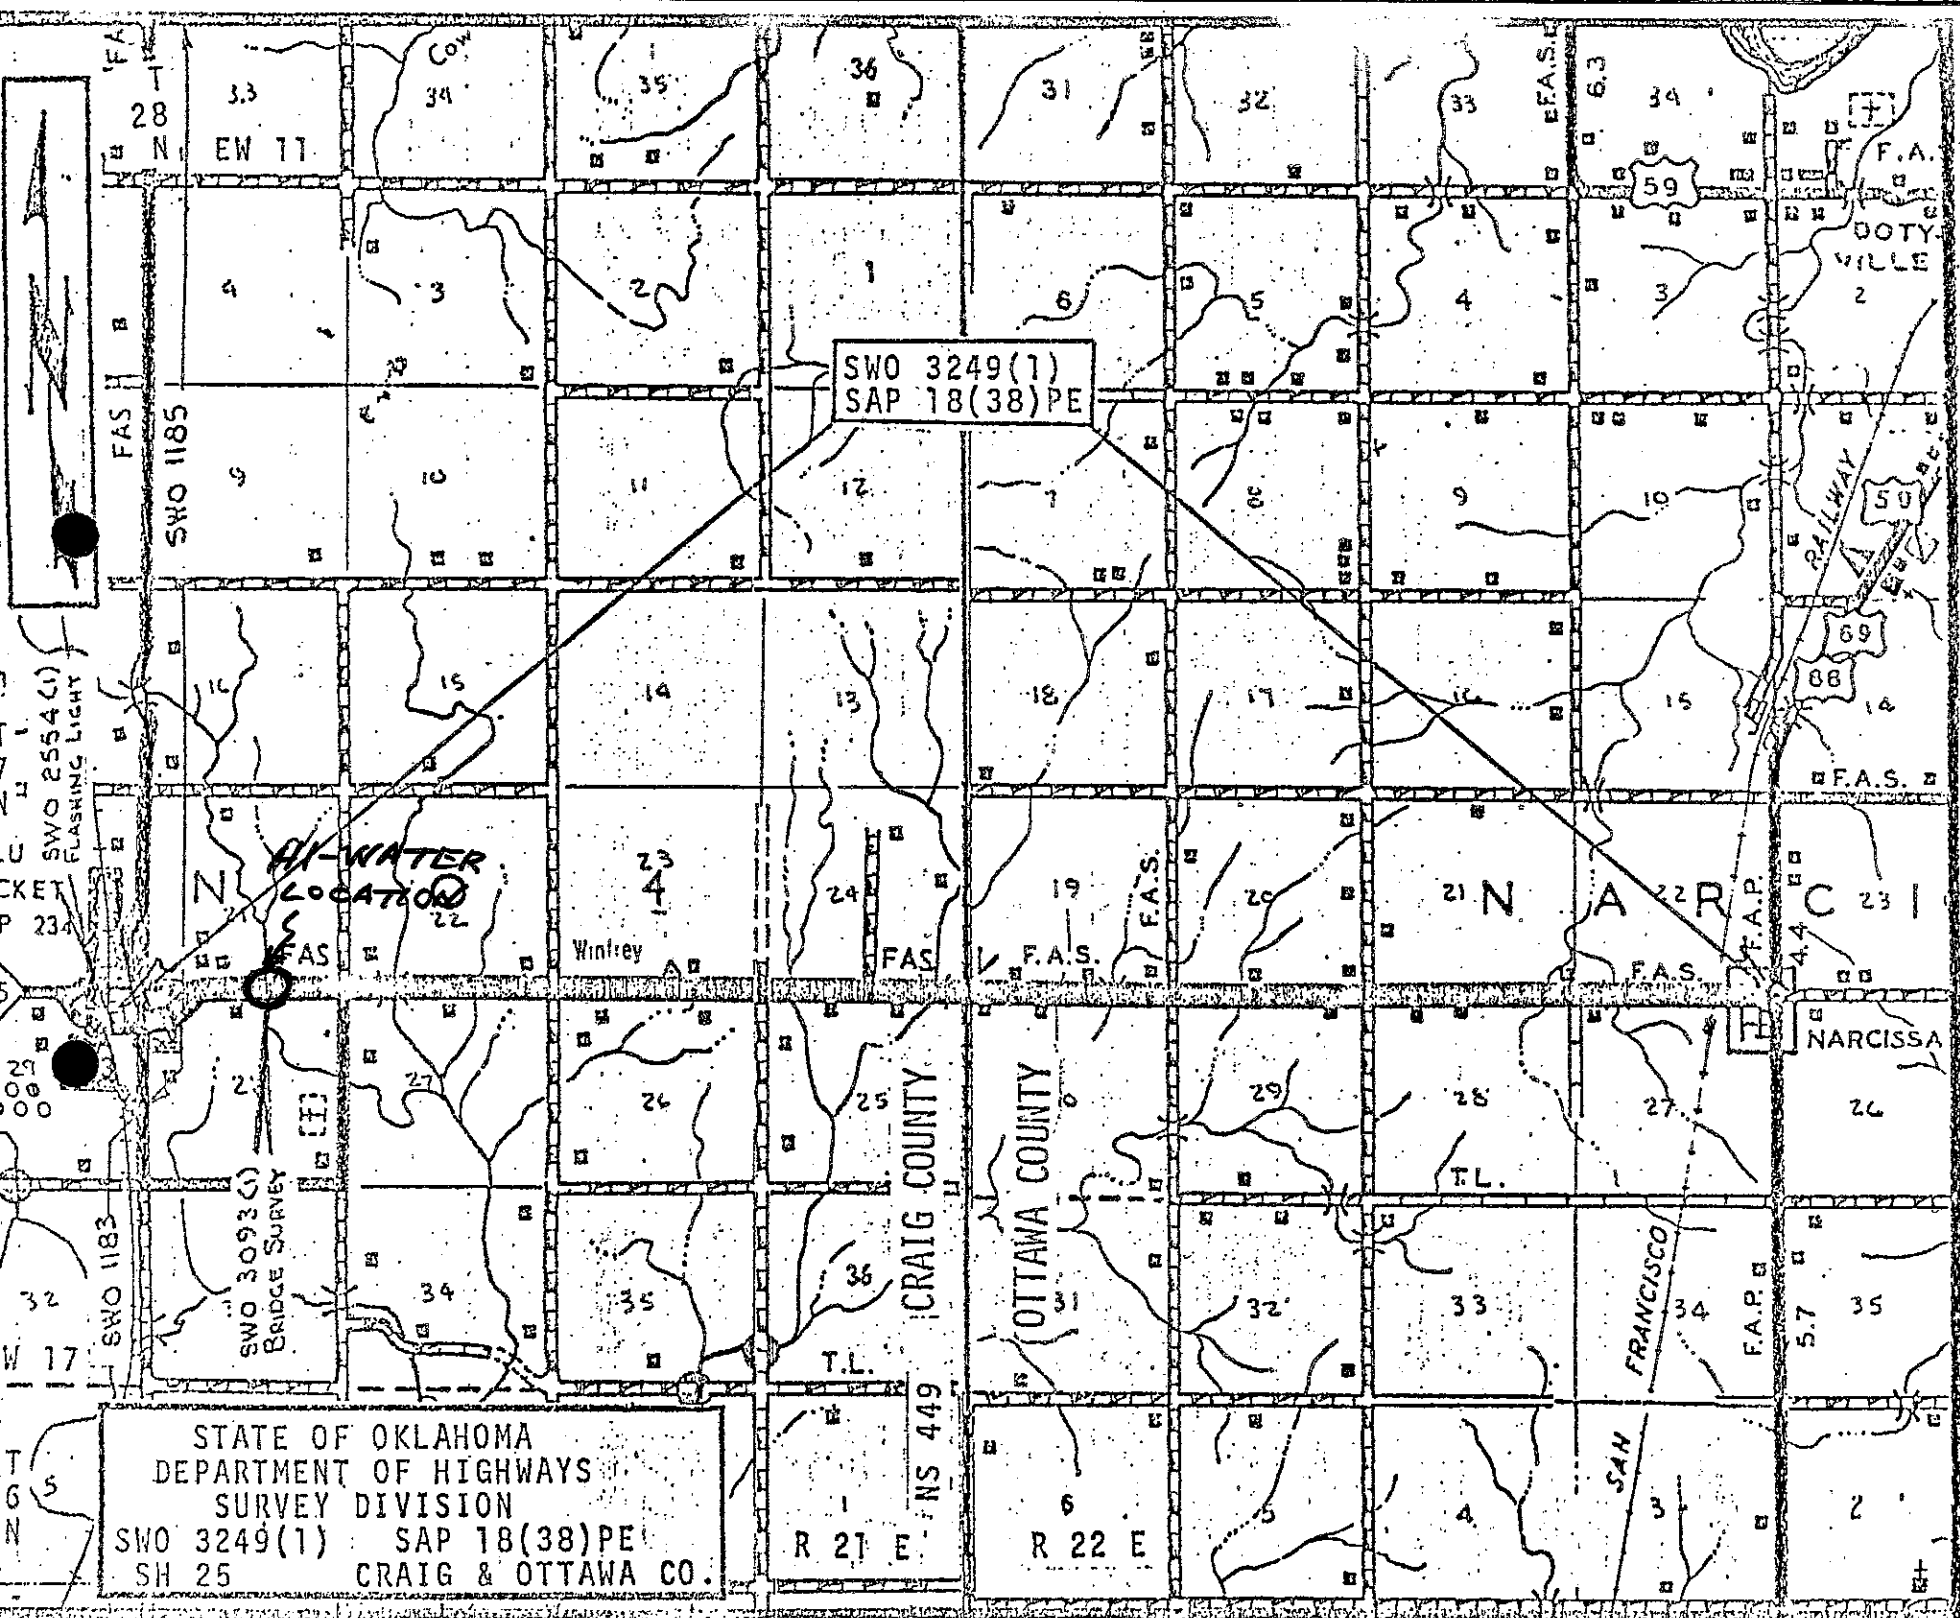 T
28
N
33
34
Cow
35
36
31
32
33
F.A.S.
6.3
34
EW 11
F.A.
59
DOTY-
VILLE
4
3
2
1
6
5
4
3
2
SWO 3249(1)
SAP 18(38)PE
FAS
SWO 1185
9
10
11
12
7
9
10
RAILWAY
59
16
15
14
13
18
17
16
15
14
69
88
F.A.S.
SWO 2554(1)
FLASHING LIGHT
N
HI-WATER
LOCATION
21
22
23
4
24
19
F.A.S.
20
21
N A R C I
22
F.A.P.
4.4
23
FAS
Winfrey
FAS
F.A.S.
F.A.S.
NARCISSA
27
26
25
29
28
27
26
CRAIG COUNTY
OTTAWA COUNTY
T.L.
SWO 1183
SWO 3093(1)
BRIDGE SURVEY
32
34
35
36
31
32
33
34
35
SAN FRANCISCO
F.A.P.
5.7
W 17
T.L.
NS 449
STATE OF OKLAHOMA
DEPARTMENT OF HIGHWAYS
SURVEY DIVISION
SWO 3249(1) SAP 18(38)PE
SH 25 CRAIG & OTTAWA CO.
T
6
N
5
1
6
5
4
3
2
R 21 E
R 22 E